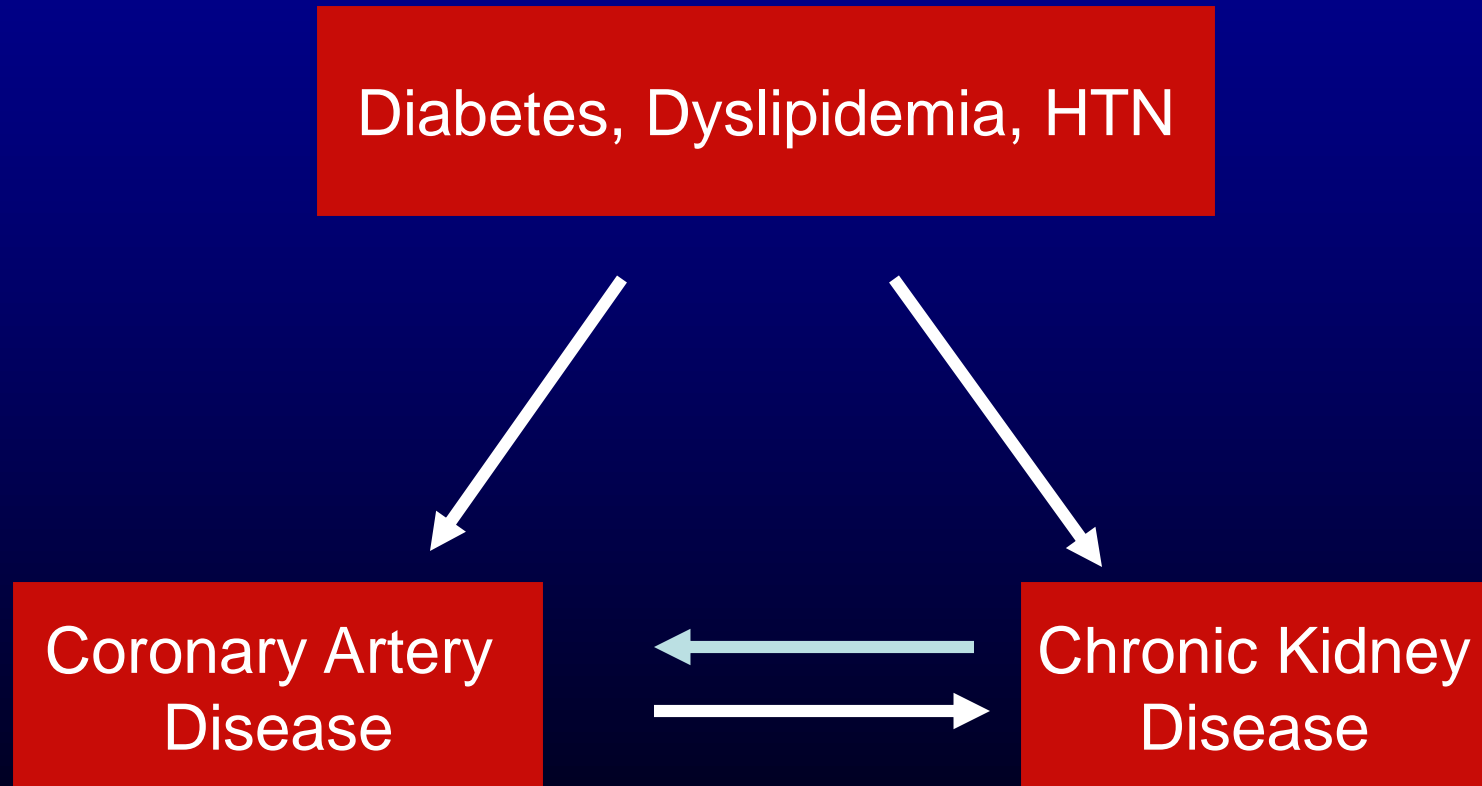 Diabetes, Dyslipidemia, HTN
Coronary Artery
Disease
Chronic Kidney
Disease